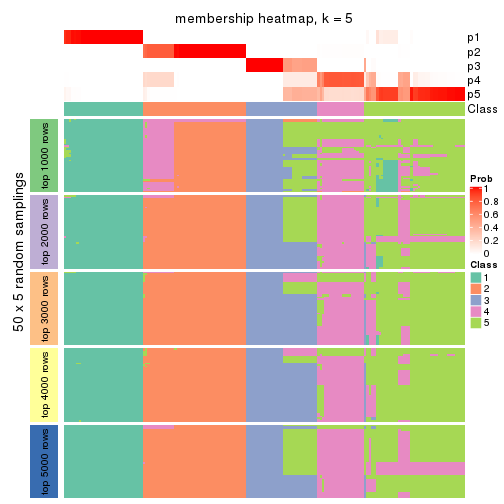 membership heatmap, k = 5
p1
p2
p3
p4
p5
Class
50 x 5 random samplings
top 1000 rows
top 2000 rows
top 3000 rows
top 4000 rows
top 5000 rows
Prob
1
0.8
0.6
0.4
0.2
0
Class
1
2
3
4
5